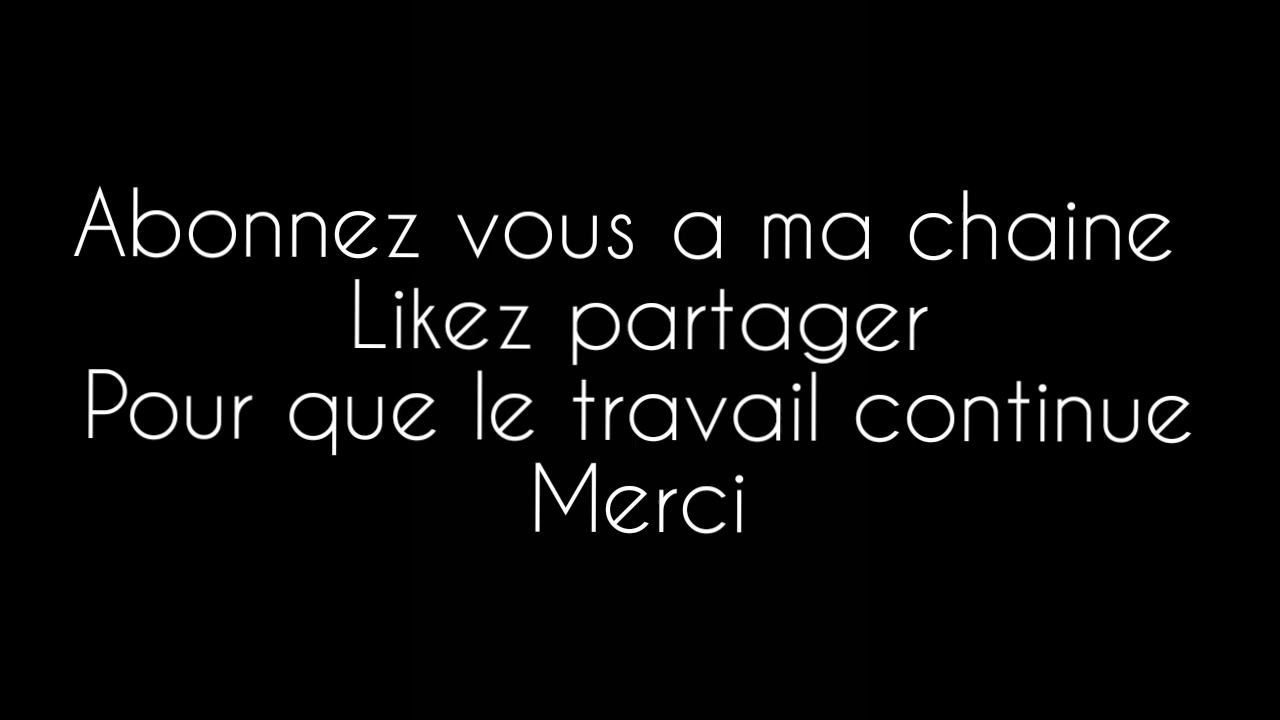 Abonnez vous a ma chaine
Likez partager
Pour que le travail continue
Merci